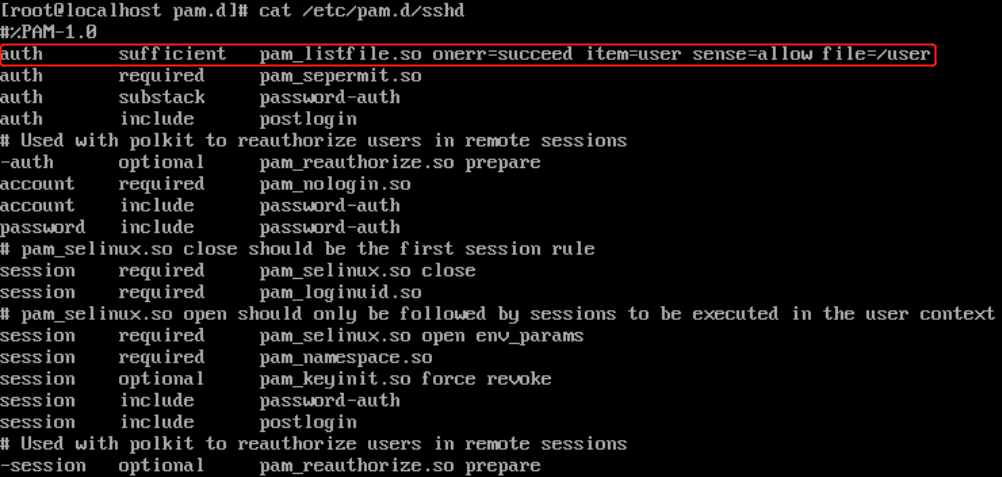 [root@localhost pam.d]# cat /etc/pam.d/sshd
#%PAM-1.0
auth       sufficient   pam_listfile.so onerr=succeed item=user sense=allow file=/user
auth       required     pam_sepermit.so
auth       substack     password-auth
auth       include      postlogin
# Used with polkit to reauthorize users in remote sessions
-auth      optional     pam_reauthorize.so prepare
account    required     pam_nologin.so
account    include      password-auth
password   include      password-auth
# pam_selinux.so close should be the first session rule
session    required     pam_selinux.so close
session    required     pam_loginuid.so
# pam_selinux.so open should only be followed by sessions to be executed in the user context
session    required     pam_selinux.so open env_params
session    required     pam_namespace.so
session    optional     pam_keyinit.so force revoke
session    include      password-auth
session    include      postlogin
# Used with polkit to reauthorize users in remote sessions
-session   optional     pam_reauthorize.so prepare